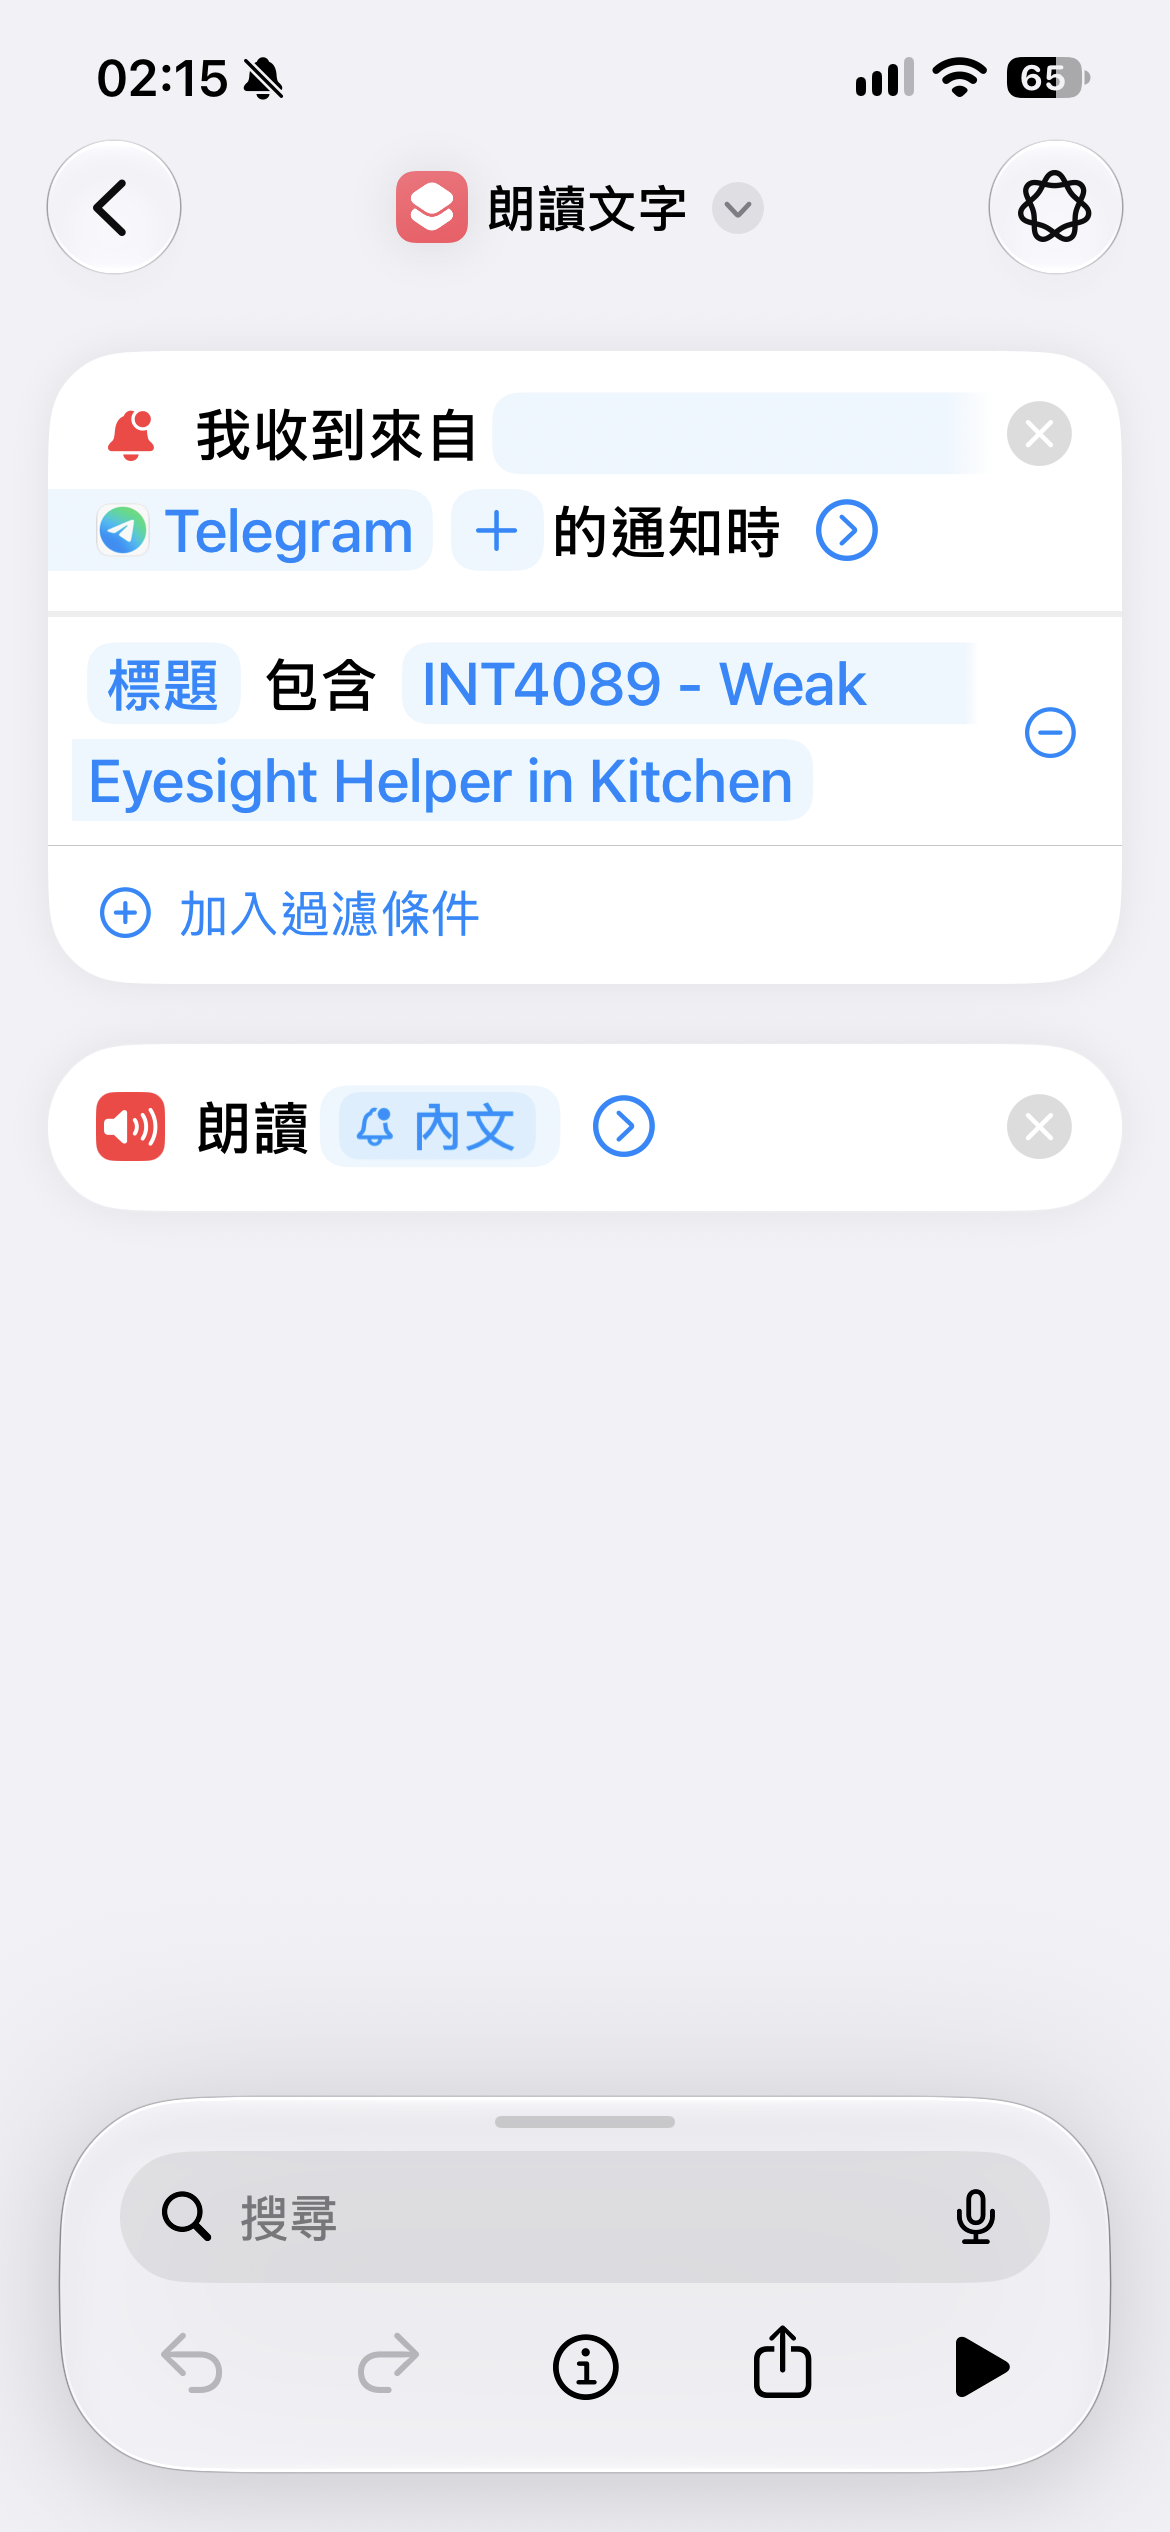 02:15
65
朗讀文字
我收到來自
Telegram 的通知時
標題 包含 INT4089 - Weak
Eyesight Helper in Kitchen
加入過濾條件
朗讀 內文
搜尋